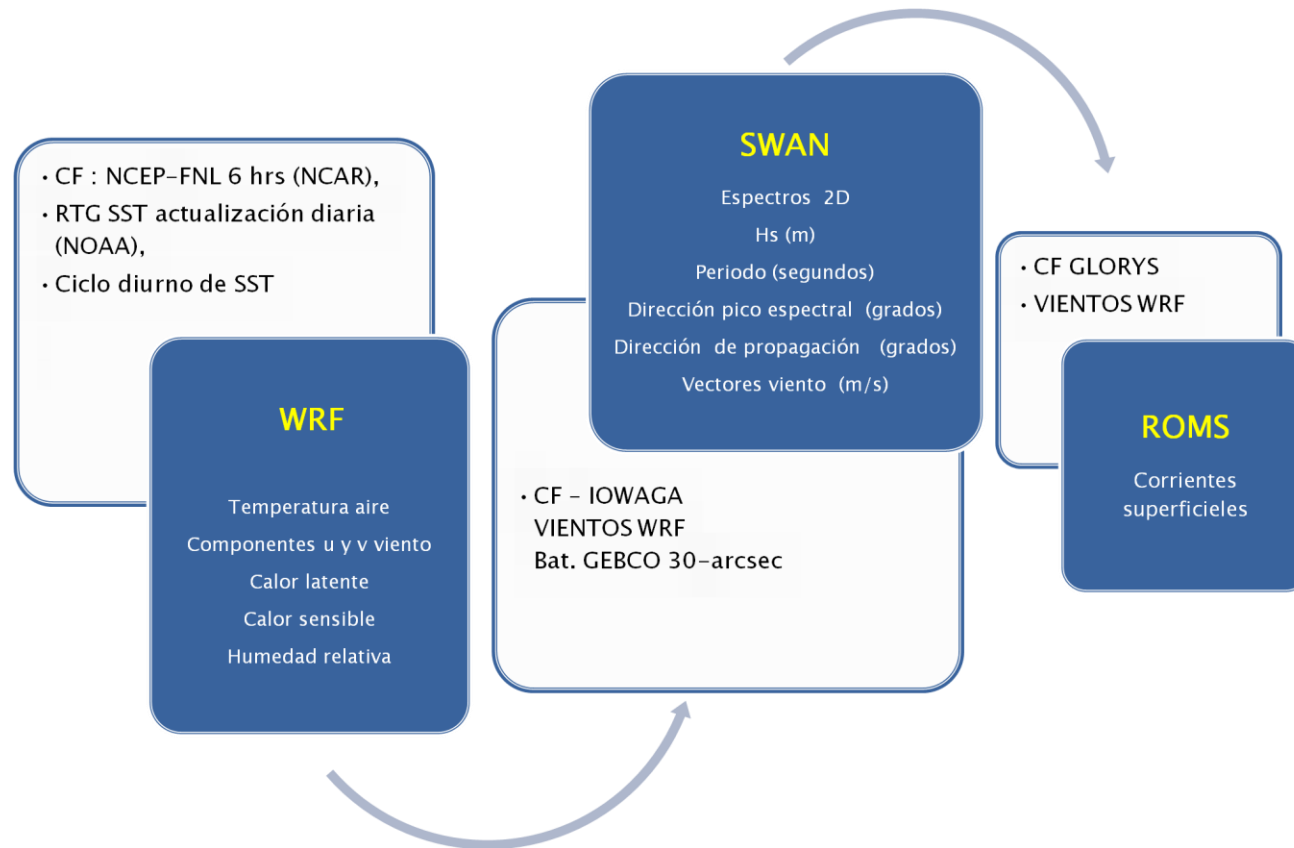 · CF : NCEP-FNL 6 hrs (NCAR),
· RTG SST actualización diaria
(NOAA),
· Ciclo diurno de SST
WRF
Temperatura aire
Componentes u y v viento
Calor latente
Calor sensible
Humedad relativa
SWAN
Espectros 2D
Hs (m)
Periodo (segundos)
Dirección pico espectral (grados)
Dirección de propagación (grados)
Vectores viento (m/s)
· CF - IOWAGA
VIENTOS WRF
Bat. GEBCO 30-arcsec
· CF GLORYS
· VIENTOS WRF
ROMS
Corrientes
superficieles